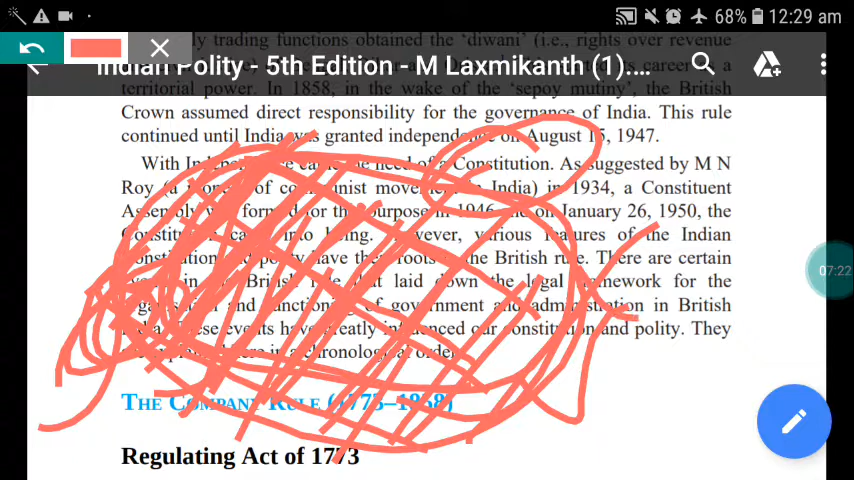 68% 12:29 am
ly trading functions obtained the 'diwani' (i.e., rights over revenue
Indian Polity - 5th Edition - M Laxmikanth (1)....
territorial power. In 1858, in the wake of the 'sepoy mutiny', the British
Crown assumed direct responsibility for the governance of India. This rule
continued until India was granted independence on August 15, 1947.
With Independence came the need of a Constitution. As suggested by M N
Roy (a pioneer of communist movement in India) in 1934, a Constituent
Assembly was formed for this purpose in 1946 and on January 26, 1950, the
Constitution came into being. However, various features of the Indian
Constitution and polity have their roots in the British rule. There are certain
events in the British rule that laid down the legal framework for the
organisation and functioning of government and administration in British
India. These events have greatly influenced our constitution and polity. They
are explained here in a chronological order.
07:22
THE COMPANY RULE (1773–1858)
Regulating Act of 1773